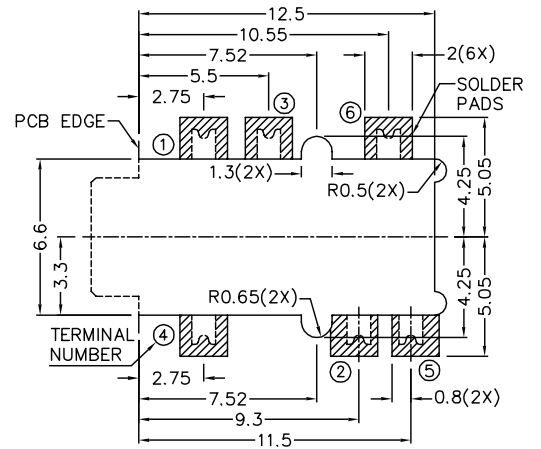 12.5
10.55
7.52
2(6X)
5.5
2.75
③
⑥
SOLDER
PADS
PCB EDGE
①
1.3(2X)
R0.5(2X)
4.25
5.05
6.6
3.3
R0.65(2X)
4.25
5.05
TERMINAL
NUMBER
④
2.75
②
⑤
7.52
0.8(2X)
9.3
11.5